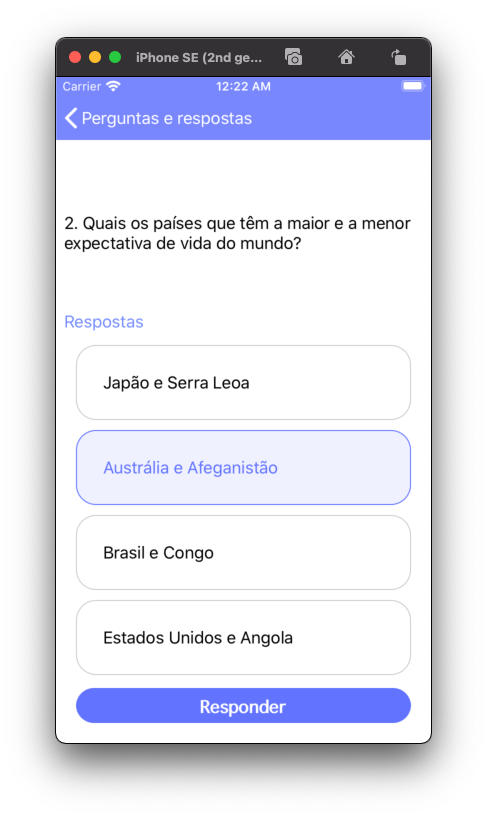 iPhone SE (2nd ge...
Carrier 12:22 AM
Perguntas e respostas
2. Quais os países que têm a maior e a menor
expectativa de vida do mundo?
Respostas
Japão e Serra Leoa
Austrália e Afeganistão
Brasil e Congo
Estados Unidos e Angola
Responder